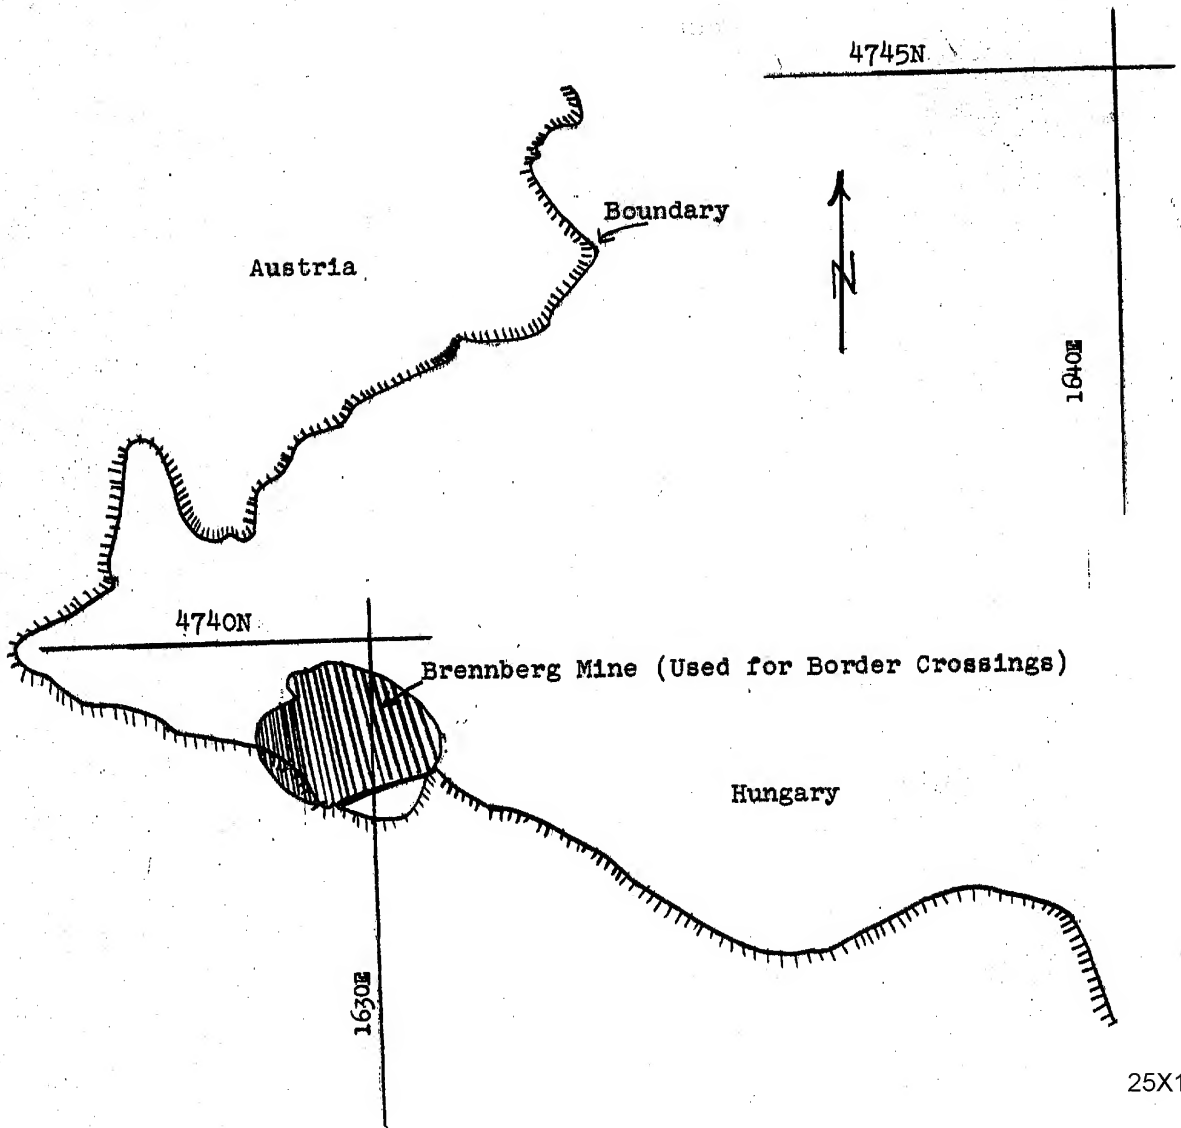 4745N
Boundary
Austria
N
1640E
4740N
Brennberg Mine (Used for Border Crossings)
Hungary
1630E
25X1